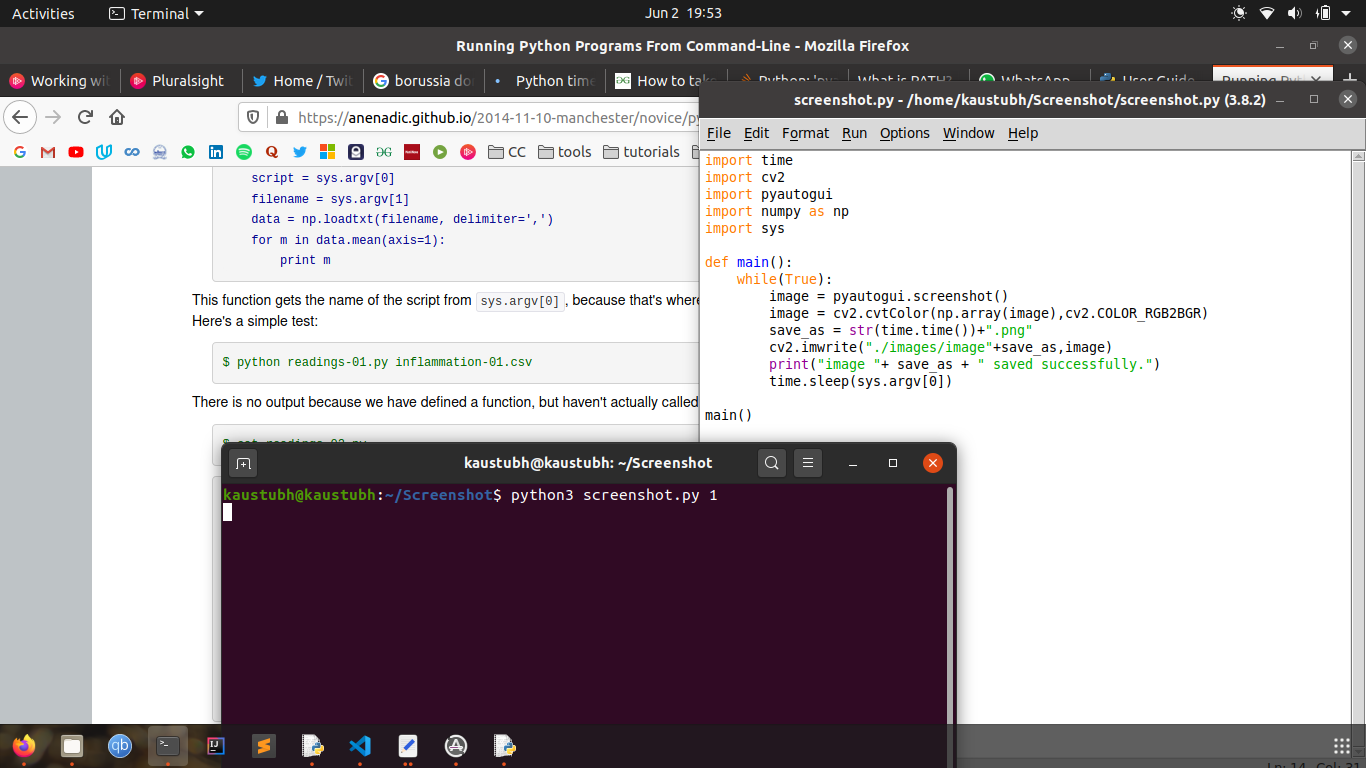 Activities
Terminal
Jun 2 19:53
Running Python Programs From Command-Line - Mozilla Firefox
Working wi
Pluralsight
Home / Twit
borussia do
Python time
How to tak
Python: 'py
What is PATH?
WhatsApp
User Guide
Running Pyt
https://anenadic.github.io/2014-11-10-manchester/novice/py
CC
tools
tutorials
script = sys.argv[0]
filename = sys.argv[1]
data = np.loadtxt(filename, delimiter=',')
for m in data.mean(axis=1):
print m
This function gets the name of the script from sys.argv[0], because that's where
Here's a simple test:
$ python readings-01.py inflammation-01.csv
There is no output because we have defined a function, but haven't actually called
screenshot.py - /home/kaustubh/Screenshot/screenshot.py (3.8.2)
File Edit Format Run Options Window Help
import time
import cv2
import pyautogui
import numpy as np
import sys
def main():
while(True):
image = pyautogui.screenshot()
image = cv2.cvtColor(np.array(image),cv2.COLOR_RGB2BGR)
save_as = str(time.time())+".png"
cv2.imwrite("./images/image"+save_as,image)
print("image "+ save_as + " saved successfully.")
time.sleep(sys.argv[0])
main()
kaustubh@kaustubh: ~/Screenshot
kaustubh@kaustubh:~/Screenshot$ python3 screenshot.py 1
qb
IJ
Ln: 14 Col: 31